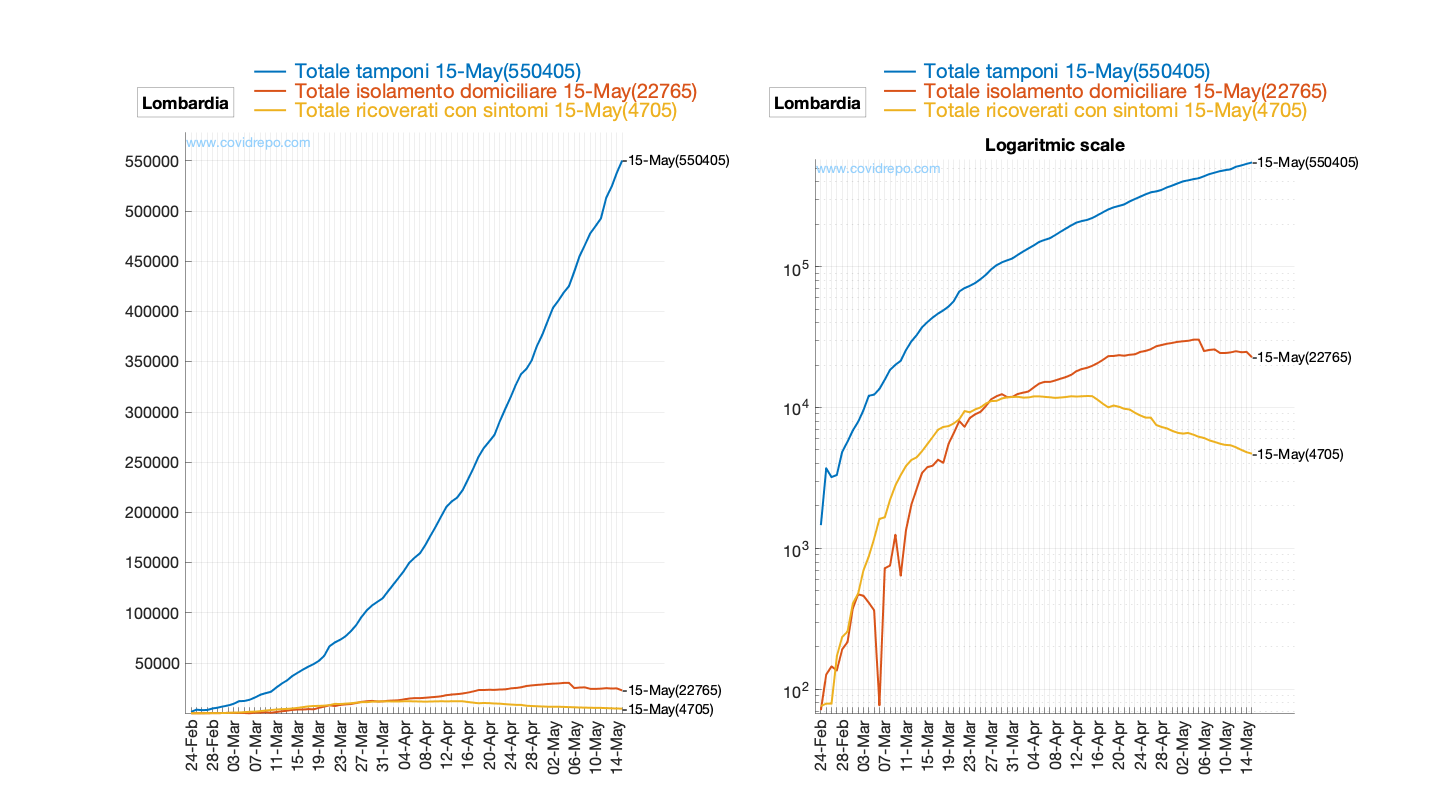 Totale tamponi 15-May(550405)
Totale isolamento domiciliare 15-May(22765)
Totale ricoverati con sintomi 15-May(4705)
Lombardia
www.covidrepo.com
550000
500000
450000
400000
350000
300000
250000
200000
150000
100000
50000
15-May(550405)
15-May(22765)
15-May(4705)
24-Feb
28-Feb
03-Mar
07-Mar
11-Mar
15-Mar
19-Mar
23-Mar
27-Mar
31-Mar
04-Apr
08-Apr
12-Apr
16-Apr
20-Apr
24-Apr
28-Apr
02-May
06-May
10-May
14-May
Totale tamponi 15-May(550405)
Totale isolamento domiciliare 15-May(22765)
Totale ricoverati con sintomi 15-May(4705)
Lombardia
Logaritmic scale
www.covidrepo.com
10^5
10^4
10^3
10^2
15-May(550405)
15-May(22765)
15-May(4705)
24-Feb
28-Feb
03-Mar
07-Mar
11-Mar
15-Mar
19-Mar
23-Mar
27-Mar
31-Mar
04-Apr
08-Apr
12-Apr
16-Apr
20-Apr
24-Apr
28-Apr
02-May
06-May
10-May
14-May